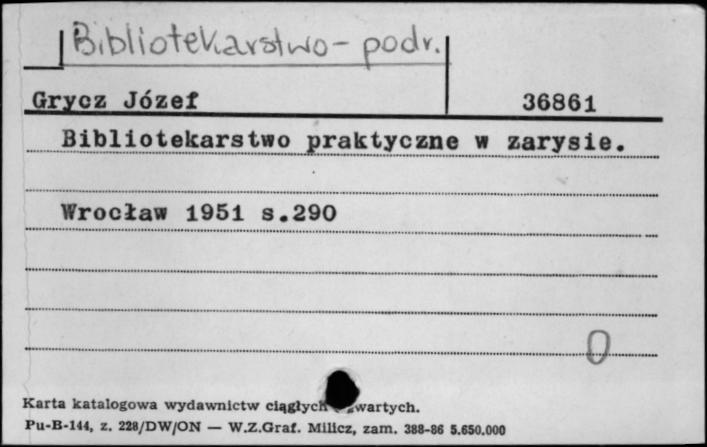 Bibliotekarstwo - podr.
Grycz Józef 36861
Bibliotekarstwo praktyczne w zarysie.
Wrocław 1951 s.290
0
Karta katalogowa wydawnictw ciągłych
Pu-B-144, z. 228/DW/ON — W.Z.Graf. Milicz, zam. 388-86 5.650.000